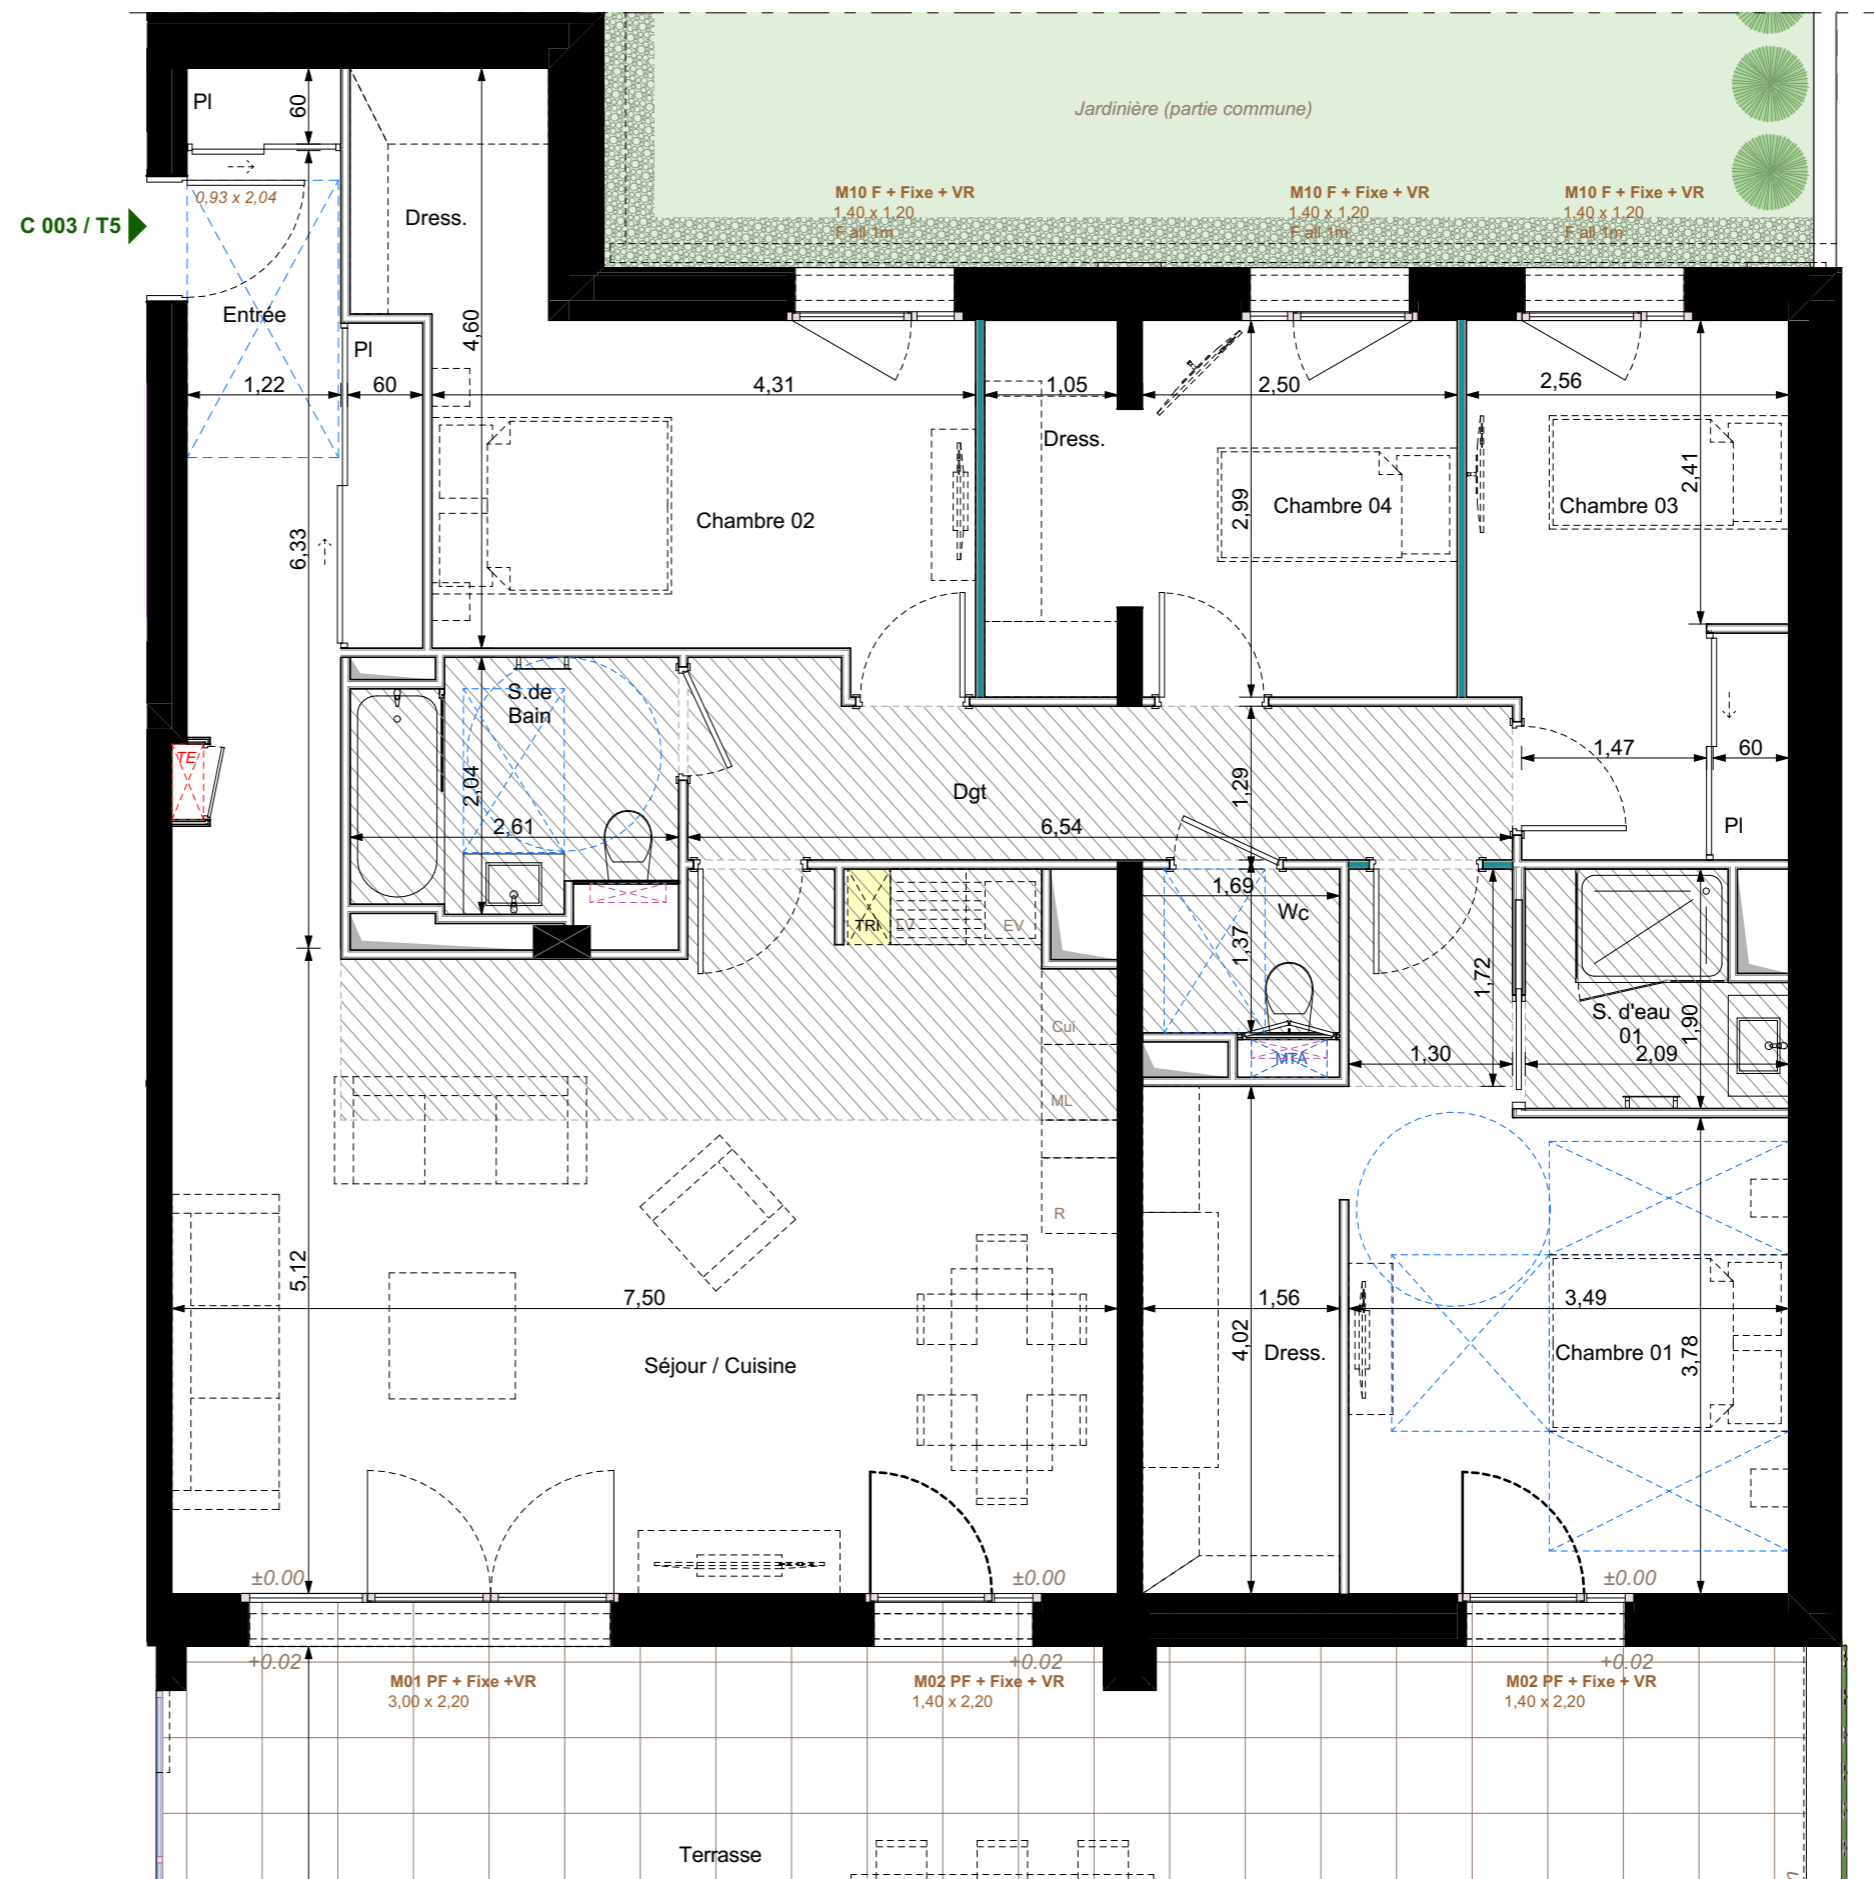 Jardinière (partie commune)
Pl
60
0,93 x 2,04
C 003 / T5
Dress.
M10 F + Fixe + VR
1,40 x 1,20
F all 1m
M10 F + Fixe + VR
1,40 x 1,20
F all 1m
M10 F + Fixe + VR
1,40 x 1,20
F all 1m
Entrée
4,60
Pl
1,22
60
4,31
1,05
2,50
2,56
Dress.
2,41
2,99
Chambre 02
Chambre 04
Chambre 03
6,33
S.de
Bain
TE
2,04
2,61
Dgt
6,54
1,29
1,47
60
Pl
TRI
LV
EV
1,69
Wc
1,37
1,72
S. d'eau
01
1,90
2,09
1,30
MTA
Cui
ML
R
5,12
7,50
1,56
3,49
4,02
Dress.
Chambre 01
3,78
Séjour / Cuisine
±0.00
±0.00
±0.00
+0.02
+0.02
+0.02
M01 PF + Fixe +VR
3,00 x 2,20
M02 PF + Fixe + VR
1,40 x 2,20
M02 PF + Fixe + VR
1,40 x 2,20
Terrasse